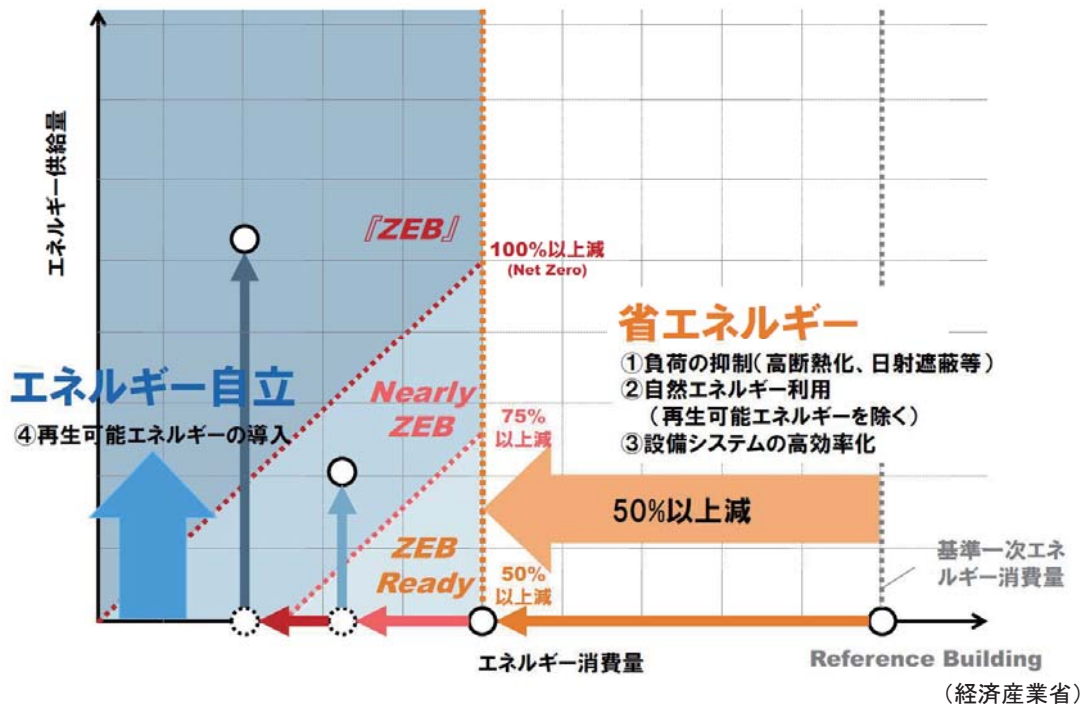 エネルギー供給量
『ZEB』
100%以上減
(Net Zero)
省エネルギー
①負荷の抑制(高断熱化、日射遮蔽等)
②自然エネルギー利用
(再生可能エネルギーを除く)
③設備システムの高効率化
エネルギー自立
④再生可能エネルギーの導入
Nearly
ZEB
75%
以上減
50%以上減
ZEB
Ready
50%
以上減
基準一次エネ
ルギー消費量
エネルギー消費量
Reference Building
(経済産業省)